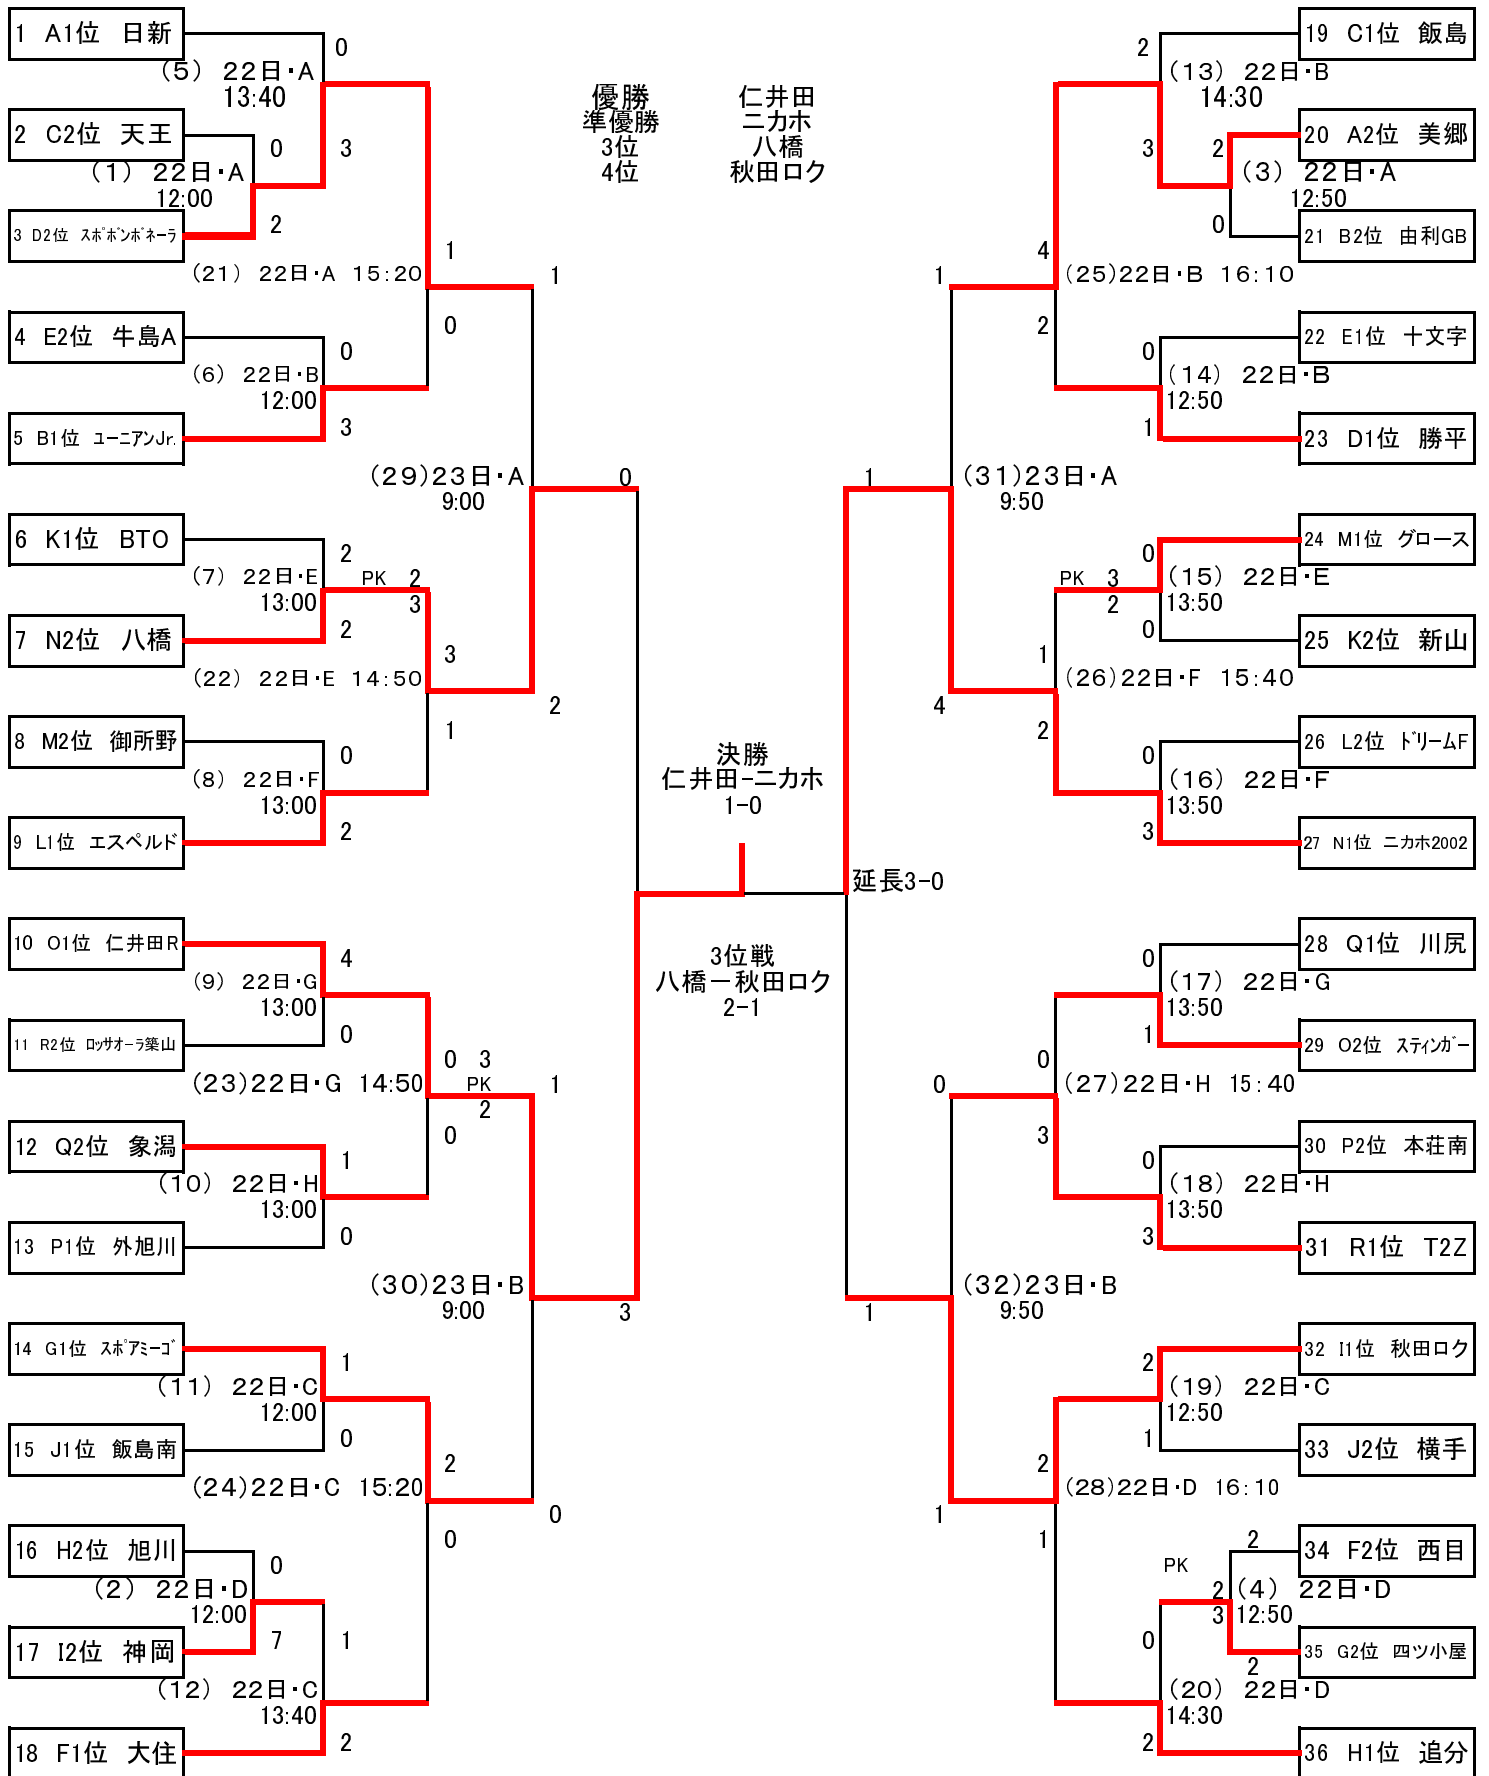 1 A1位 日新
0
(5) 22日・A
13:40
2 C2位 天王
0
3
(1) 22日・A
12:00
3 D2位 スポボンボネーラ
2
1
(21) 22日・A 15:20
1
0
4 E2位 牛島A
0
(6) 22日・B
12:00
5 B1位 ユーニアンJr.
3
(29)23日・A
9:00
0
6 K1位 BTO
2
(7) 22日・E
13:00
PK 2
3
7 N2位 八橋
2
3
(22) 22日・E 14:50
2
1
8 M2位 御所野
0
(8) 22日・F
13:00
9 L1位 エスペルド
2
10 O1位 仁井田R
4
(9) 22日・G
13:00
11 R2位 ロッサオーラ築山
0
0 3
(23)22日・G 14:50
PK
2
1
0
12 Q2位 象潟
1
(10) 22日・H
13:00
13 P1位 外旭川
0
(30)23日・B
9:00
3
14 G1位 スポアミーゴ
1
(11) 22日・C
12:00
15 J1位 飯島南
0
2
(24)22日・C 15:20
0
0
16 H2位 旭川
0
(2) 22日・D
12:00
17 I2位 神岡
7
1
(12) 22日・C
13:40
18 F1位 大住
2
優勝 仁井田
準優勝 ニカホ
3位 八橋
4位 秋田ロク
決勝
仁井田-ニカホ
1-0
延長3-0
3位戦
八橋ー秋田ロク
2-1
19 C1位 飯島
2
(13) 22日・B
14:30
20 A2位 美郷
3
2
(3) 22日・A
12:50
21 B2位 由利GB
0
4
1
(25)22日・B 16:10
2
22 E1位 十文字
0
(14) 22日・B
12:50
23 D1位 勝平
1
1
(31)23日・A
9:50
24 M1位 グロース
0
(15) 22日・E
13:50
PK 3
2
25 K2位 新山
0
1
(26)22日・F 15:40
4
2
26 L2位 ドリームF
0
(16) 22日・F
13:50
27 N1位 ニカホ2002
3
28 Q1位 川尻
0
(17) 22日・G
13:50
29 O2位 スティンガー
1
0
(27)22日・H 15:40
0
3
30 P2位 本荘南
0
(18) 22日・H
13:50
31 R1位 T2Z
3
(32)23日・B
9:50
1
32 I1位 秋田ロク
2
(19) 22日・C
12:50
33 J2位 横手
1
2
(28)22日・D 16:10
1
1
34 F2位 西目
2
PK
2
3
(4) 22日・D
12:50
35 G2位 四ツ小屋
2
0
(20) 22日・D
14:30
36 H1位 追分
2